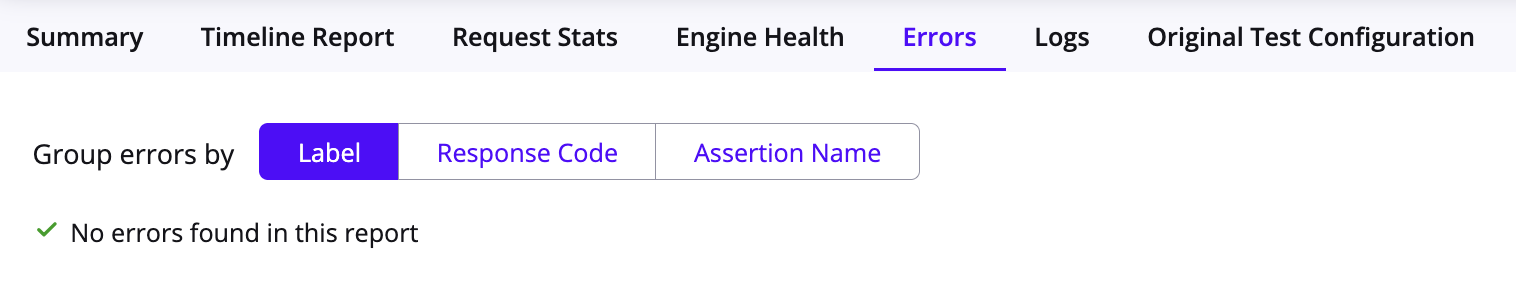 Summary Timeline Report Request Stats Engine Health Errors Logs Original Test Configuration
Group errors by Label Response Code Assertion Name
No errors found in this report